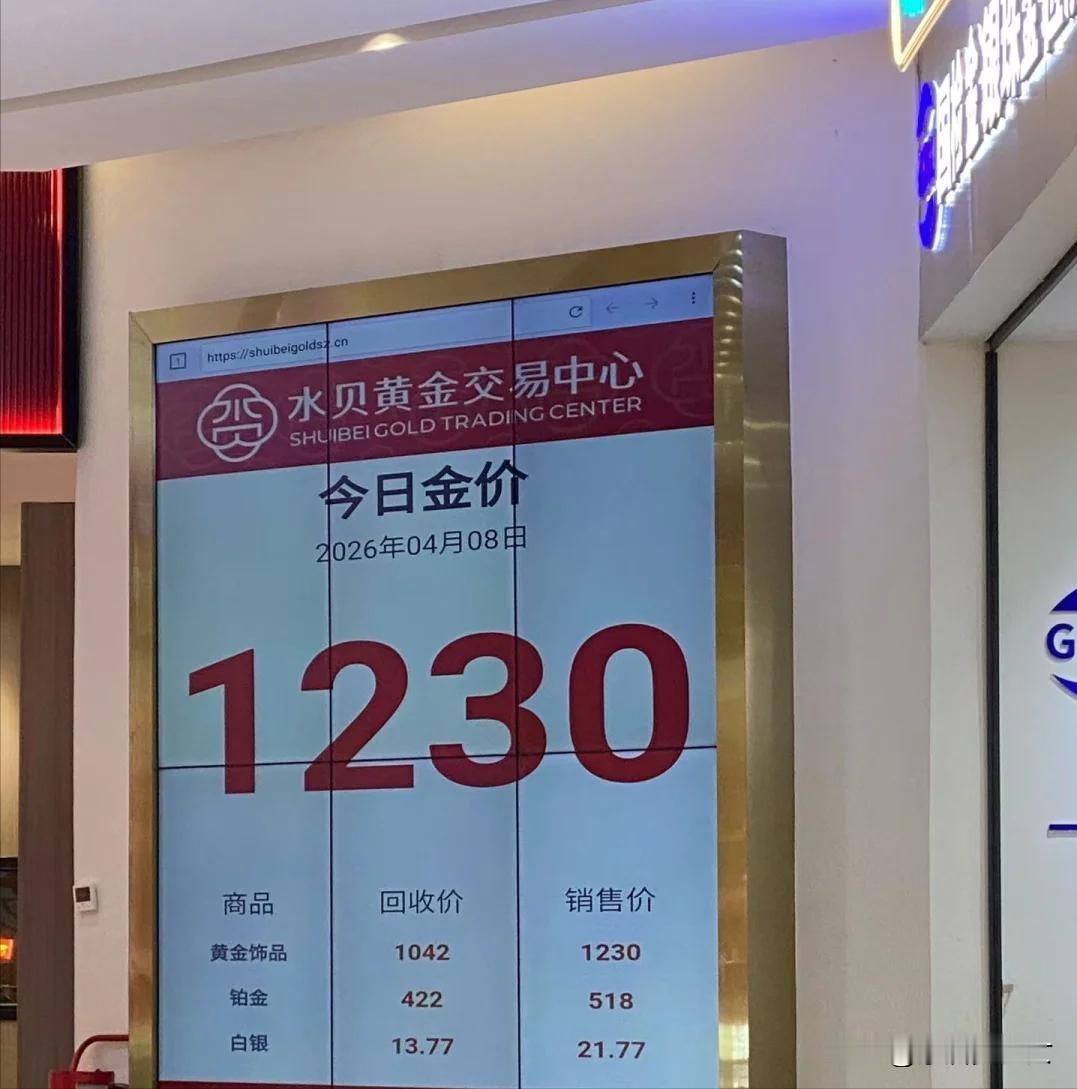 https://shuibeigoldsz.cn
水贝黄金交易中心
SHUIBEI GOLD TRADING CENTER
今日金价
2026年04月08日
1230
商品 回收价 销售价
黄金饰品 1042 1230
铂金 422 518
白银 13.77 21.77
G